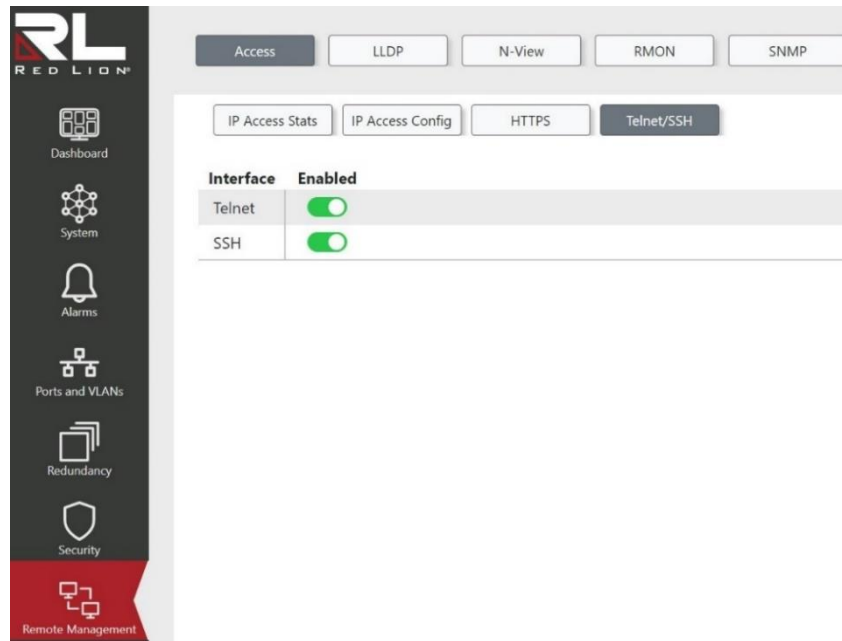 RL
RED LION®
Access
LLDP
N-View
RMON
SNMP
IP Access Stats
IP Access Config
HTTPS
Telnet/SSH
Dashboard
System
Alarms
Ports and VLANs
Redundancy
Security
Remote Management
Interface Enabled
Telnet
SSH